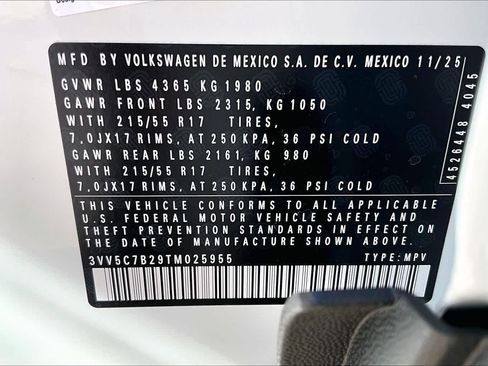 MFD BY VOLKSWAGEN DE MEXICO S.A. DE C.V. MEXICO 11/25
GVWR LBS 4365 KG 1980
GAWR FRONT LBS 2315, KG 1050
WITH 215/55 R17 TIRES,
7,0JX17 RIMS, AT 250 KPA, 36 PSI COLD
GAWR REAR LBS 2161, KG 980
WITH 215/55 R17 TIRES,
7,0JX17 RIMS, AT 250 KPA, 36 PSI COLD
THIS VEHICLE CONFORMS TO ALL APPLICABLE
U.S. FEDERAL MOTOR VEHICLE SAFETY AND
THEFT PREVENTION STANDARDS IN EFFECT ON THE
DATE OF MANUFACTURE SHOWN ABOVE.
3VV5C7B29TM025955 TYPE: MPV
4526448 4045